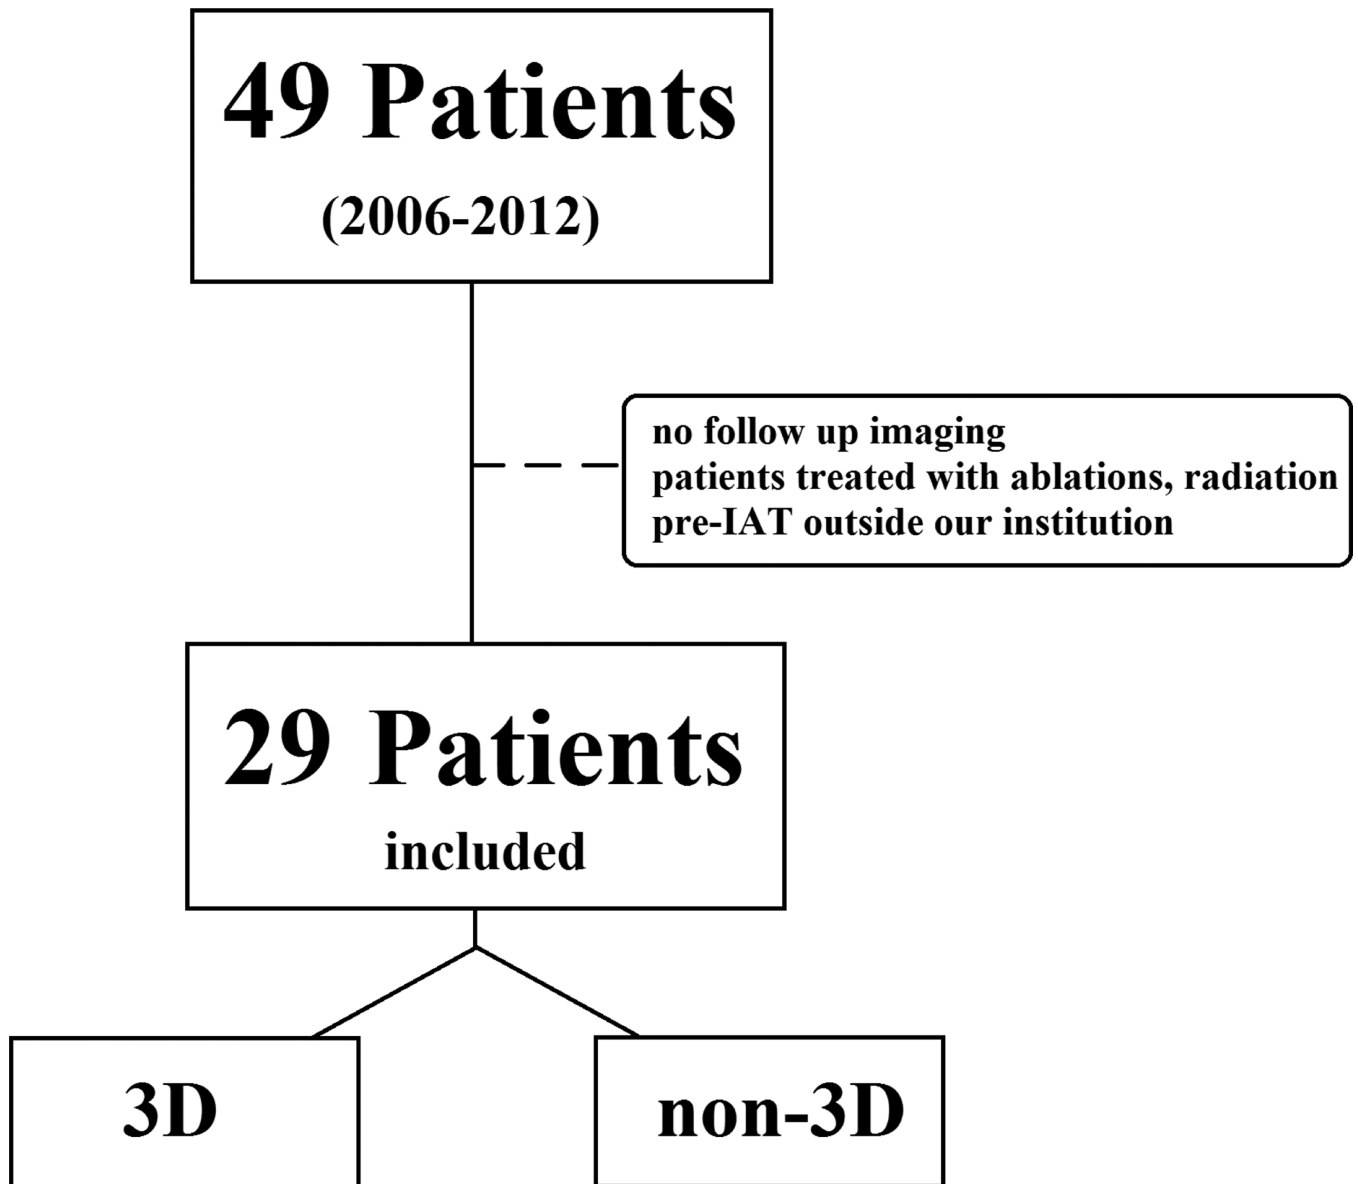 49 Patients
(2006-2012)
no follow up imaging
patients treated with ablations, radiation
pre-IAT outside our institution
29 Patients
included
3D
non-3D